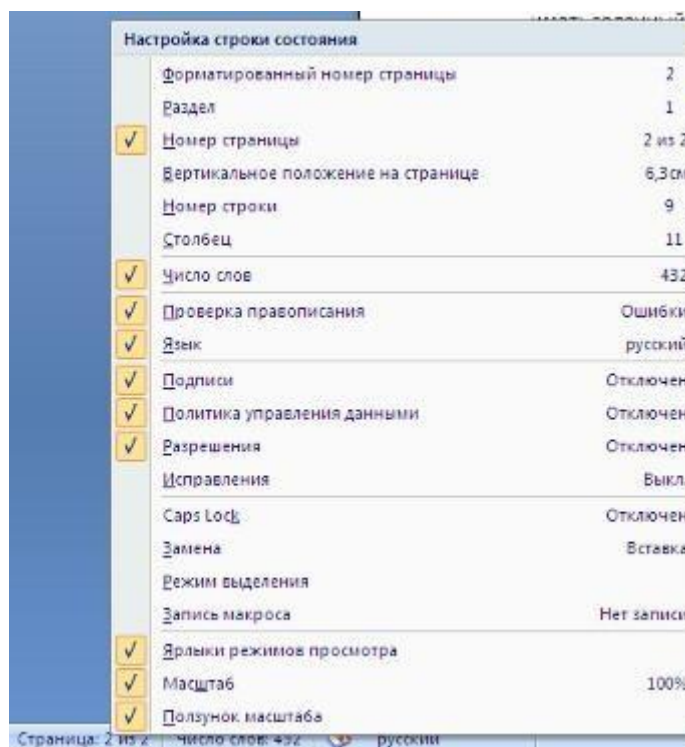 Настройка строки состояния
Форматированный номер страницы 2
Раздел 1
Номер страницы 2 из 2
Вертикальное положение на странице 6,3см
Номер строки 9
Столбец 11
Число слов 432
Проверка правописания Ошибки
Язык русский
Подписи Отключен
Политика управления данными Отключен
Разрешения Отключен
Исправления Выкл.
Caps Lock Отключен
Замена Вставка
Режим выделения
Запись макроса Нет записи
Ярлыки режимов просмотра
Масштаб 100%
Ползунок масштаба
Страница: 2 из 2 Число слов: 432 русский